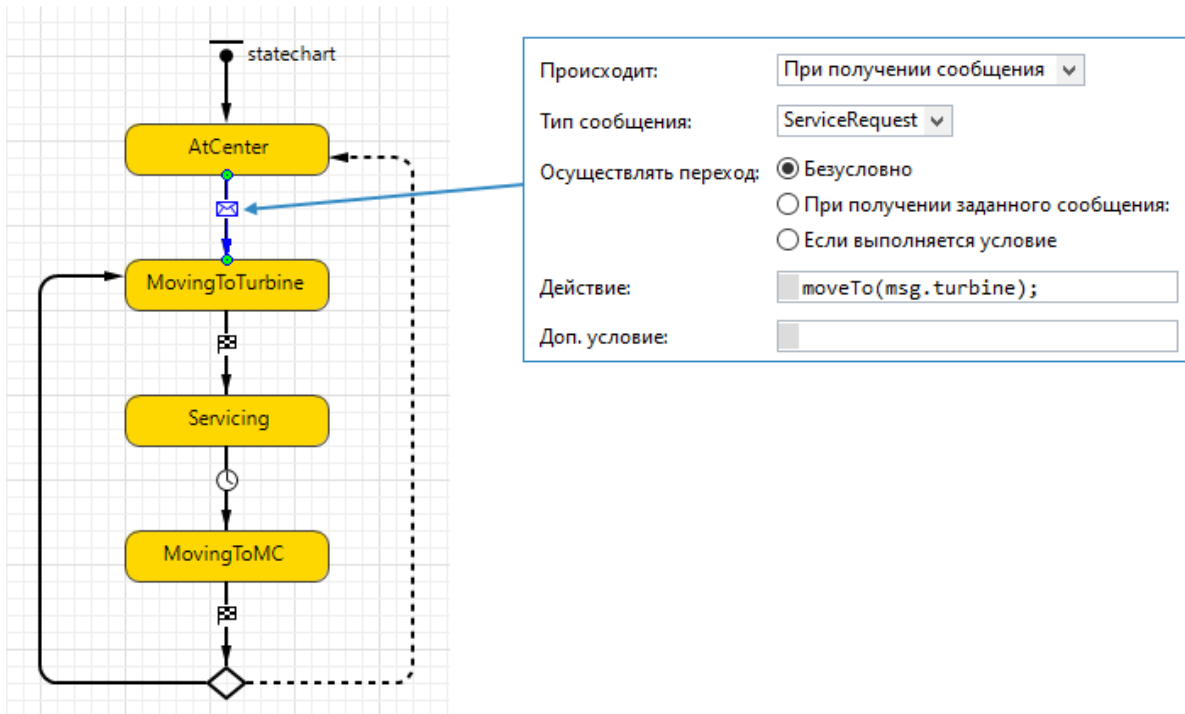 statechart
AtCenter
MovingToTurbine
Servicing
MovingToMC
Происходит: При получении сообщения
Тип сообщения: ServiceRequest
Осуществлять переход: Безусловно
При получении заданного сообщения:
Если выполняется условие
Действие: moveTo(msg.turbine);
Доп. условие: